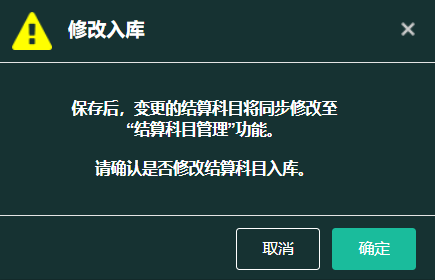 修改入库
保存后，变更的结算科目将同步修改至
“结算科目管理”功能。
请确认是否修改结算科目入库。
取消
确定